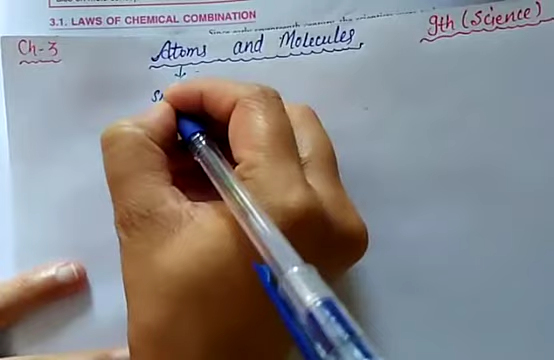 3.1. LAWS OF CHEMICAL COMBINATION
Ch-3
Atoms and Molecules
9th (Science)